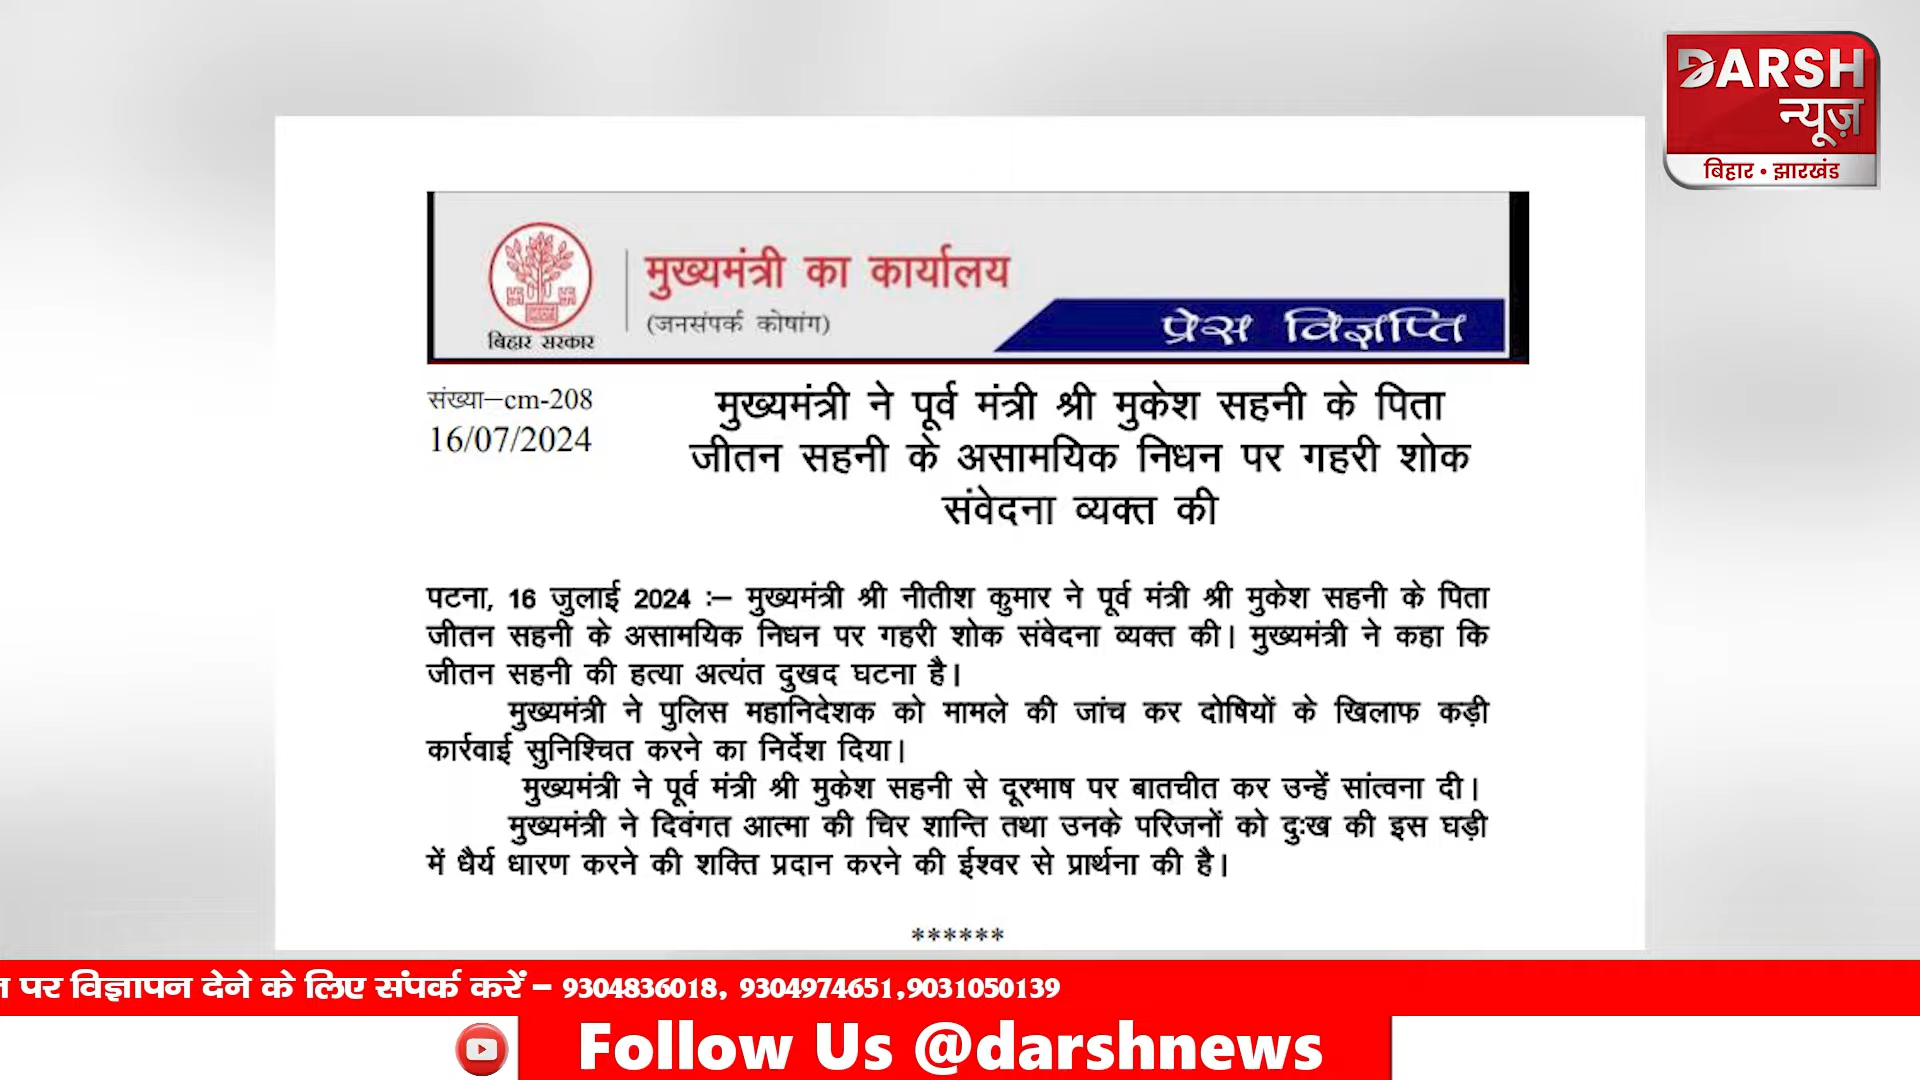 DARSH
न्यूज़
बिहार • झारखंड
मुख्यमंत्री का कार्यालय
(जनसंपर्क कोषांग)
बिहार सरकार
प्रेस विज्ञप्ति
संख्या—cm-208
16/07/2024
मुख्यमंत्री ने पूर्व मंत्री श्री मुकेश सहनी के पिता
जीतन सहनी के असामयिक निधन पर गहरी शोक
संवेदना व्यक्त की
पटना, 16 जुलाई 2024 :— मुख्यमंत्री श्री नीतीश कुमार ने पूर्व मंत्री श्री मुकेश सहनी के पिता
जीतन सहनी के असामयिक निधन पर गहरी शोक संवेदना व्यक्त की। मुख्यमंत्री ने कहा कि
जीतन सहनी की हत्या अत्यंत दुखद घटना है।
मुख्यमंत्री ने पुलिस महानिदेशक को मामले की जांच कर दोषियों के खिलाफ कड़ी
कार्रवाई सुनिश्चित करने का निर्देश दिया।
मुख्यमंत्री ने पूर्व मंत्री श्री मुकेश सहनी से दूरभाष पर बातचीत कर उन्हें सांत्वना दी।
मुख्यमंत्री ने दिवंगत आत्मा की चिर शान्ति तथा उनके परिजनों को दुःख की इस घड़ी
में धैर्य धारण करने की शक्ति प्रदान करने की ईश्वर से प्रार्थना की है।
******
पर विज्ञापन देने के लिए संपर्क करें – 9304836018, 9304974651,9031050139
Follow Us @darshnews